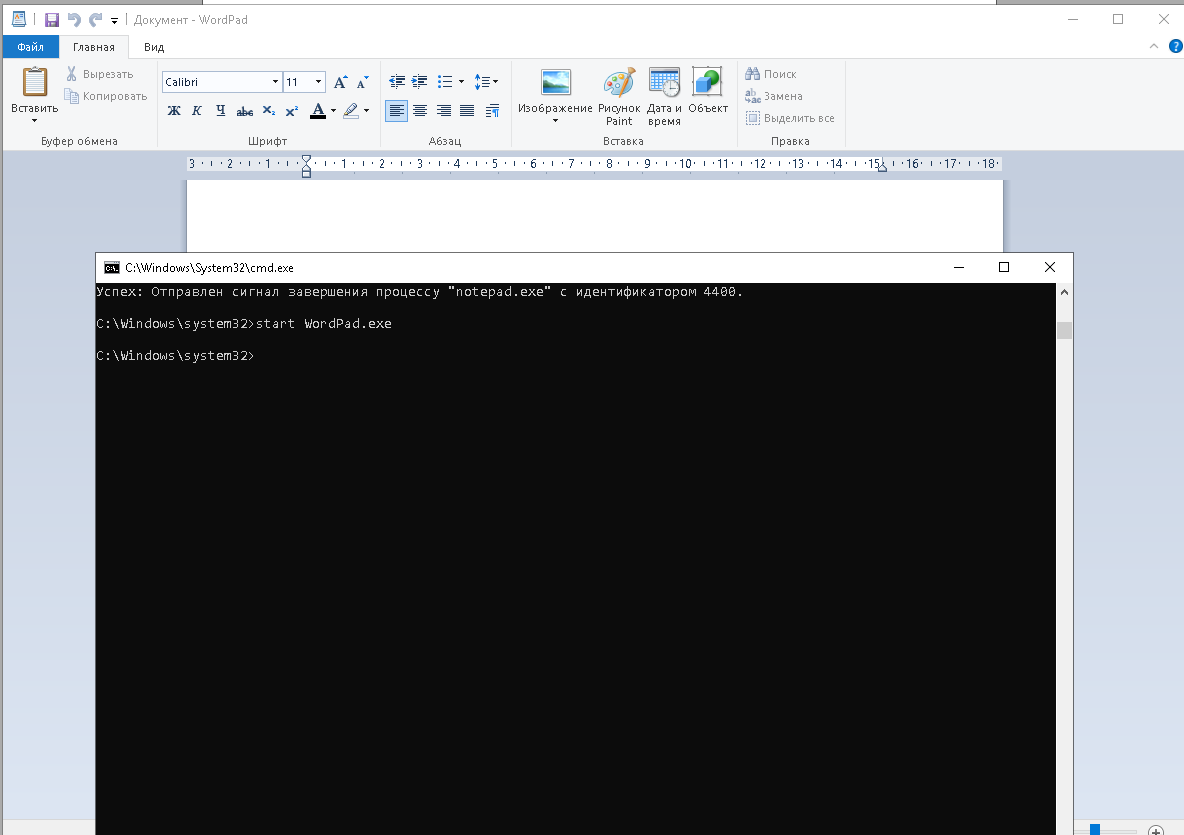 Документ - WordPad
Файл Главная Вид
Вставить
Вырезать
Копировать
Буфер обмена
Calibri 11
Ж К Ч abc X₂ X² A
Шрифт
Абзац
Изображение
Рисунок Paint
Дата и время
Объект
Вставка
Поиск
Замена
Выделить все
Правка
3 2 1 1 2 3 4 5 6 7 8 9 10 11 12 13 14 15 16 17 18
C:\Windows\System32\cmd.exe
Успех: Отправлен сигнал завершения процессу "notepad.exe" с идентификатором 4400.
C:\Windows\system32>start WordPad.exe
C:\Windows\system32>